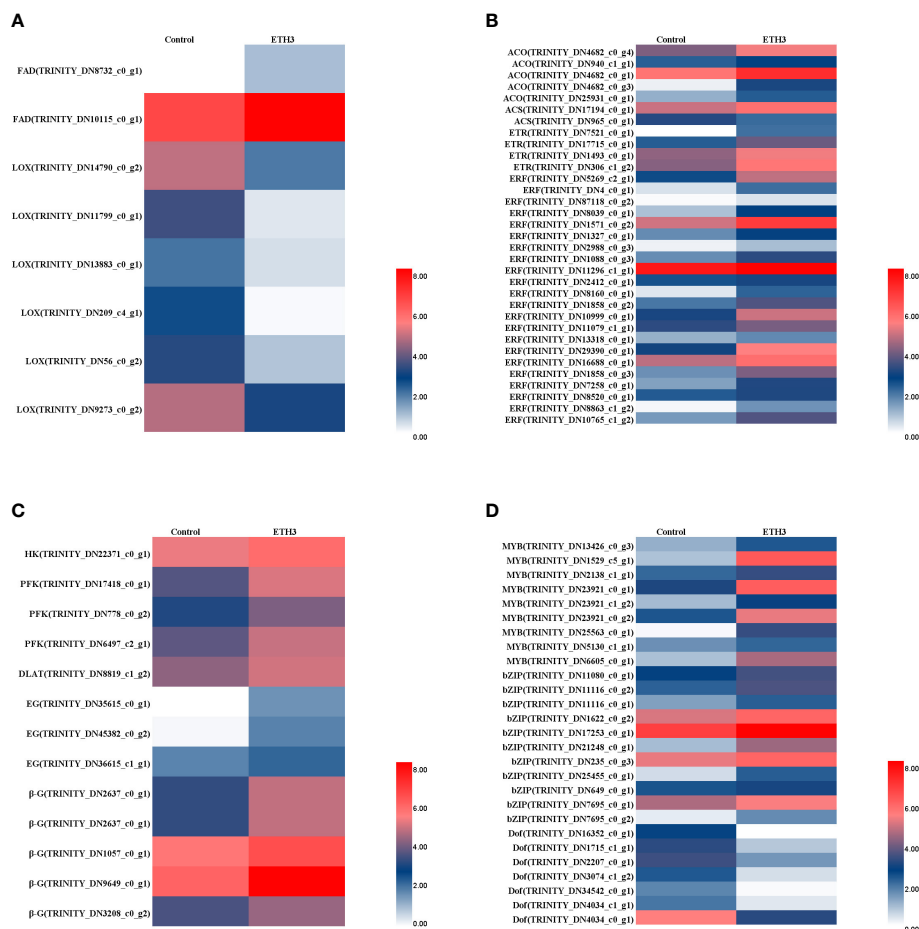 A
Control ETH3
FAD(TRINITY_DN8732_c0_g1)
FAD(TRINITY_DN10115_c0_g1)
LOX(TRINITY_DN14790_c0_g2)
LOX(TRINITY_DN11799_c0_g1)
LOX(TRINITY_DN13883_c0_g1)
LOX(TRINITY_DN209_c4_g1)
LOX(TRINITY_DN56_c0_g2)
LOX(TRINITY_DN9273_c0_g2)
8.00
6.00
4.00
2.00
0.00
B
Control ETH3
ACO(TRINITY_DN4682_c0_g4)
ACO(TRINITY_DN940_c1_g1)
ACO(TRINITY_DN4682_c0_g1)
ACO(TRINITY_DN4682_c0_g3)
ACO(TRINITY_DN25931_c0_g1)
ACS(TRINITY_DN17194_c0_g1)
ACS(TRINITY_DN965_c0_g1)
ETR(TRINITY_DN7521_c0_g1)
ETR(TRINITY_DN17715_c0_g1)
ETR(TRINITY_DN1493_c0_g1)
ETR(TRINITY_DN306_c1_g2)
ERF(TRINITY_DN5269_c2_g1)
ERF(TRINITY_DN4_c0_g1)
ERF(TRINITY_DN87118_c0_g2)
ERF(TRINITY_DN8039_c0_g1)
ERF(TRINITY_DN1571_c0_g2)
ERF(TRINITY_DN1327_c0_g1)
ERF(TRINITY_DN2988_c0_g3)
ERF(TRINITY_DN1088_c0_g3)
ERF(TRINITY_DN11296_c1_g1)
ERF(TRINITY_DN2412_c0_g1)
ERF(TRINITY_DN8160_c0_g1)
ERF(TRINITY_DN1858_c0_g2)
ERF(TRINITY_DN10999_c0_g1)
ERF(TRINITY_DN11079_c1_g1)
ERF(TRINITY_DN13318_c0_g1)
ERF(TRINITY_DN29390_c0_g1)
ERF(TRINITY_DN16688_c0_g1)
ERF(TRINITY_DN1858_c0_g3)
ERF(TRINITY_DN7258_c0_g1)
ERF(TRINITY_DN8520_c0_g1)
ERF(TRINITY_DN8863_c1_g2)
ERF(TRINITY_DN10765_c1_g2)
8.00
6.00
4.00
2.00
0.00
C
Control ETH3
HK(TRINITY_DN22371_c0_g1)
PFK(TRINITY_DN17418_c0_g1)
PFK(TRINITY_DN778_c0_g2)
PFK(TRINITY_DN6497_c2_g1)
DLAT(TRINITY_DN8819_c1_g2)
EG(TRINITY_DN35615_c0_g1)
EG(TRINITY_DN45382_c0_g2)
EG(TRINITY_DN36615_c1_g1)
β-G(TRINITY_DN2637_c0_g1)
β-G(TRINITY_DN2637_c0_g1)
β-G(TRINITY_DN1057_c0_g1)
β-G(TRINITY_DN9649_c0_g1)
β-G(TRINITY_DN3208_c0_g2)
8.00
6.00
4.00
2.00
0.00
D
Control ETH3
MYB(TRINITY_DN13426_c0_g3)
MYB(TRINITY_DN1529_c5_g1)
MYB(TRINITY_DN2138_c1_g1)
MYB(TRINITY_DN23921_c0_g1)
MYB(TRINITY_DN23921_c1_g2)
MYB(TRINITY_DN23921_c0_g2)
MYB(TRINITY_DN25563_c0_g1)
MYB(TRINITY_DN5130_c1_g1)
MYB(TRINITY_DN6605_c0_g1)
bZIP(TRINITY_DN11080_c0_g1)
bZIP(TRINITY_DN11116_c0_g2)
bZIP(TRINITY_DN11116_c0_g1)
bZIP(TRINITY_DN1622_c0_g2)
bZIP(TRINITY_DN17253_c0_g1)
bZIP(TRINITY_DN21248_c0_g1)
bZIP(TRINITY_DN235_c0_g3)
bZIP(TRINITY_DN25455_c0_g1)
bZIP(TRINITY_DN649_c0_g1)
bZIP(TRINITY_DN7695_c0_g1)
bZIP(TRINITY_DN7695_c0_g2)
Dof(TRINITY_DN16352_c0_g1)
Dof(TRINITY_DN1715_c1_g1)
Dof(TRINITY_DN2207_c0_g1)
Dof(TRINITY_DN3074_c1_g2)
Dof(TRINITY_DN34542_c0_g1)
Dof(TRINITY_DN4034_c1_g1)
Dof(TRINITY_DN4034_c0_g1)
8.00
6.00
4.00
2.00
0.00